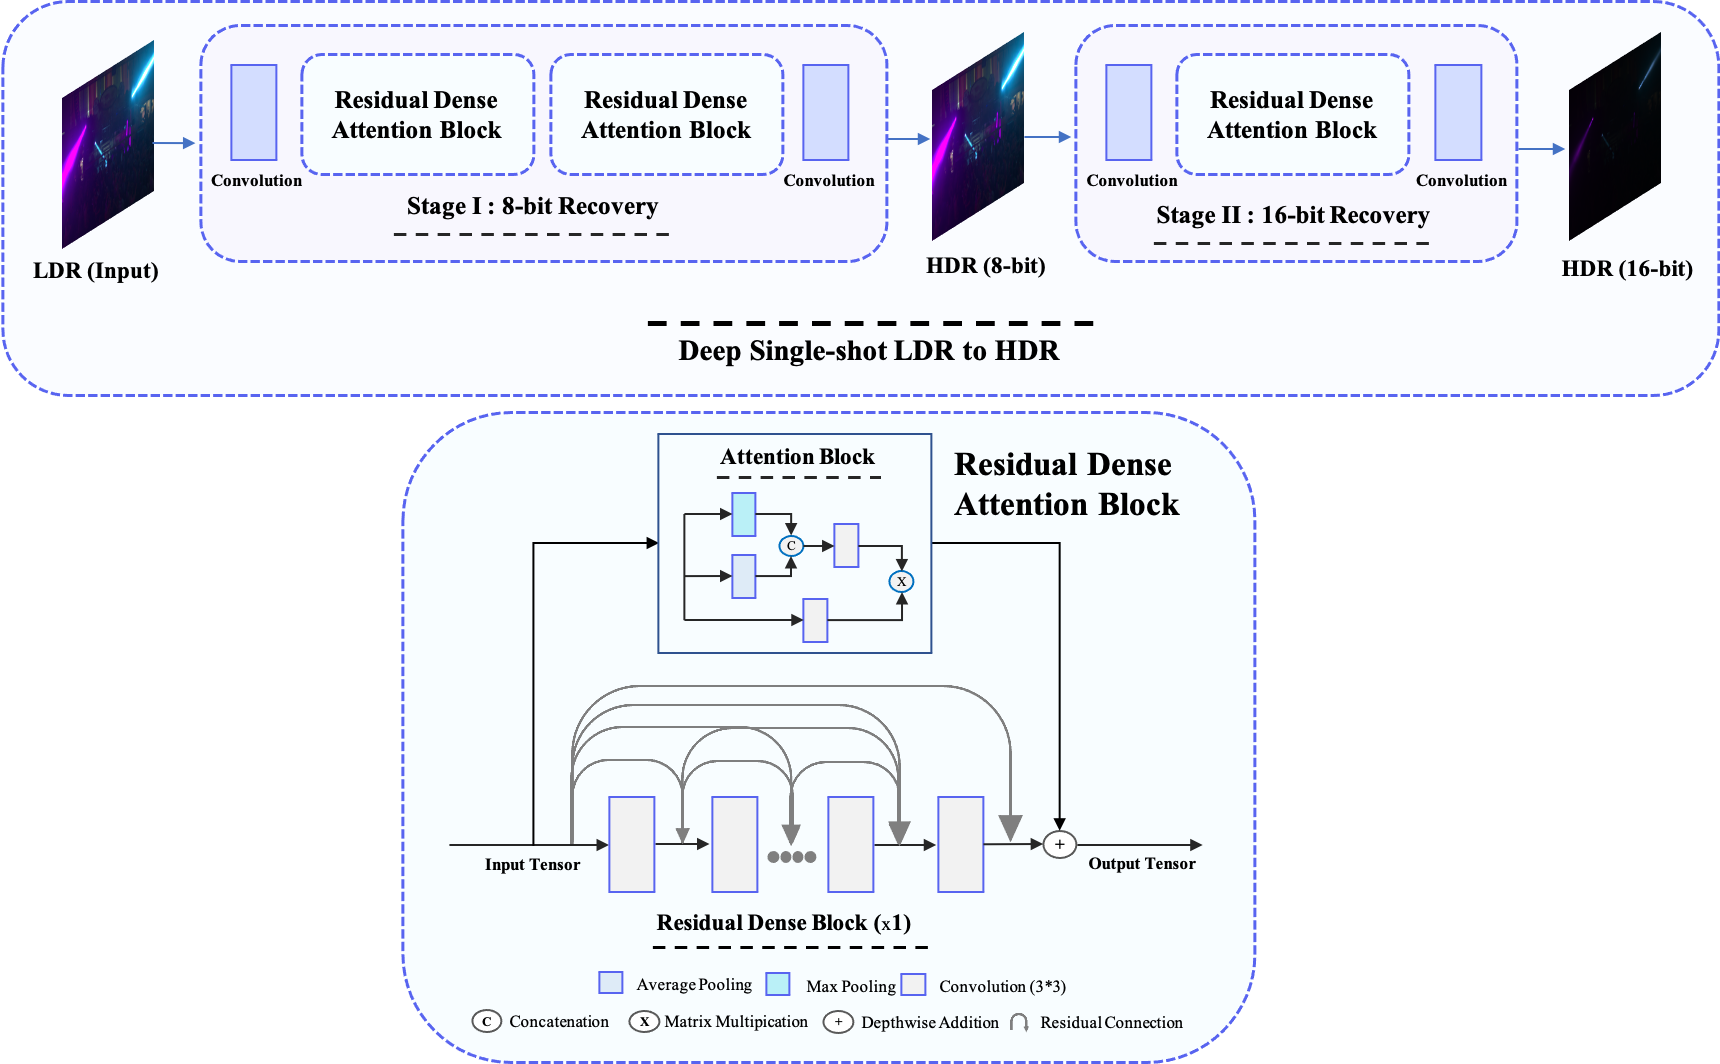 Residual Dense
Attention Block
Residual Dense
Attention Block
Convolution
Convolution
Stage I : 8-bit Recovery
LDR (Input)
HDR (8-bit)
Residual Dense
Attention Block
Convolution
Convolution
Stage II : 16-bit Recovery
HDR (16-bit)
Deep Single-shot LDR to HDR
Attention Block
Residual Dense
Attention Block
C
X
Input Tensor
+
Output Tensor
Residual Dense Block (x1)
Average Pooling
Max Pooling
Convolution (3*3)
C Concatenation
X Matrix Multipication
+ Depthwise Addition
Residual Connection